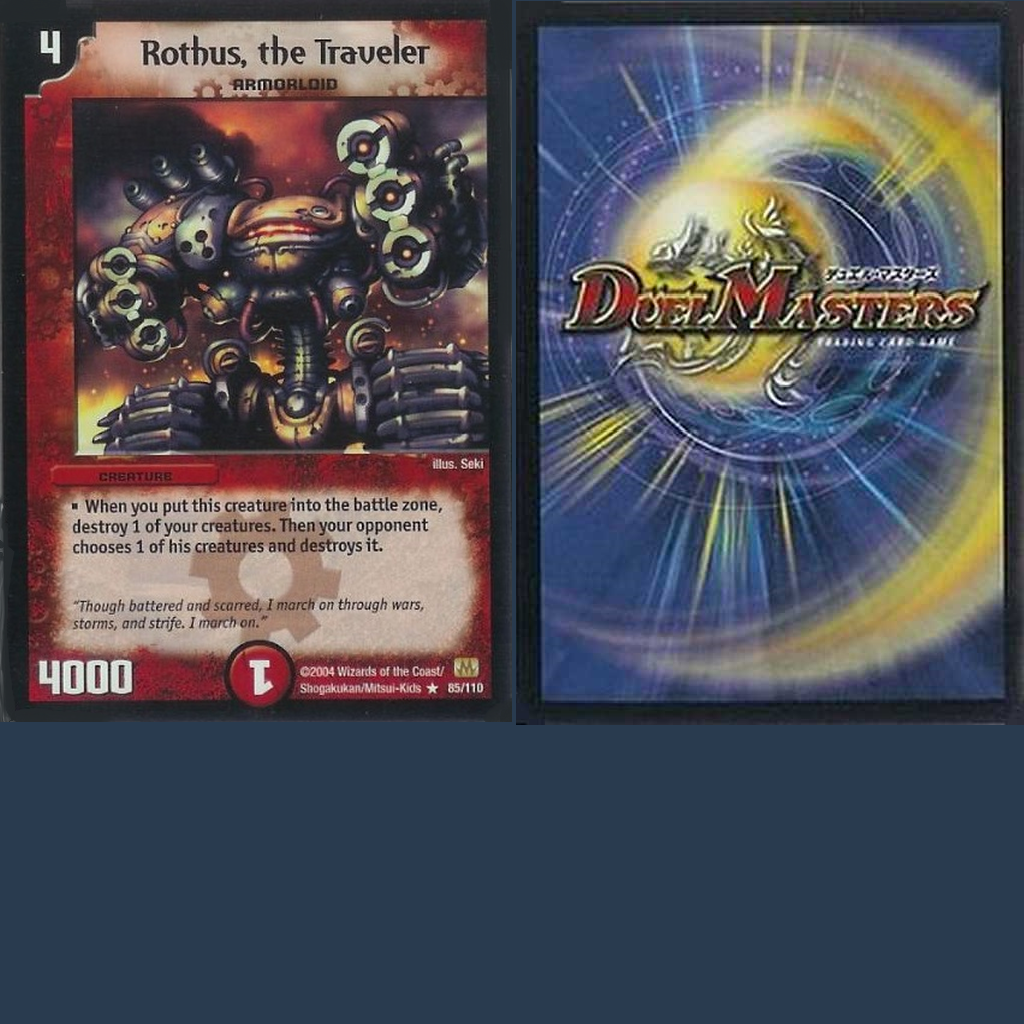 4
Rothus, the Traveler
ARMORLOID
illus. Seki
CREATURE
▪ When you put this creature into the battle zone,
destroy 1 of your creatures. Then your opponent
chooses 1 of his creatures and destroys it.
"Though battered and scarred, I march on through wars,
storms, and strife. I march on."
4000
1
©2004 Wizards of the Coast/
Shogakukan/Mitsui-Kids ★ 85/110
デュエル・マスターズ
DUEL MASTERS
TRADING CARD GAME